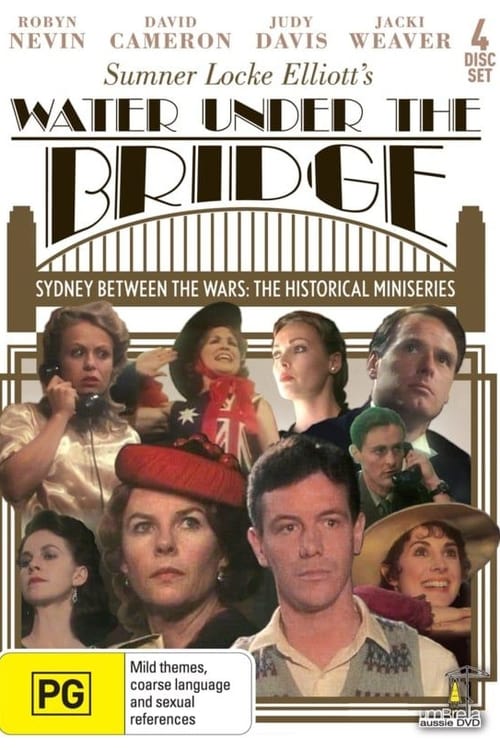 ROBYN NEVIN
DAVID CAMERON
JUDY DAVIS
JACKI WEAVER
4 DISC SET
Sumner Locke Elliott's
WATER UNDER THE
BRIDGE
SYDNEY BETWEEN THE WARS: THE HISTORICAL MINISERIES
PG
Mild themes,
coarse language
and sexual
references
umbrella
aussie DVD